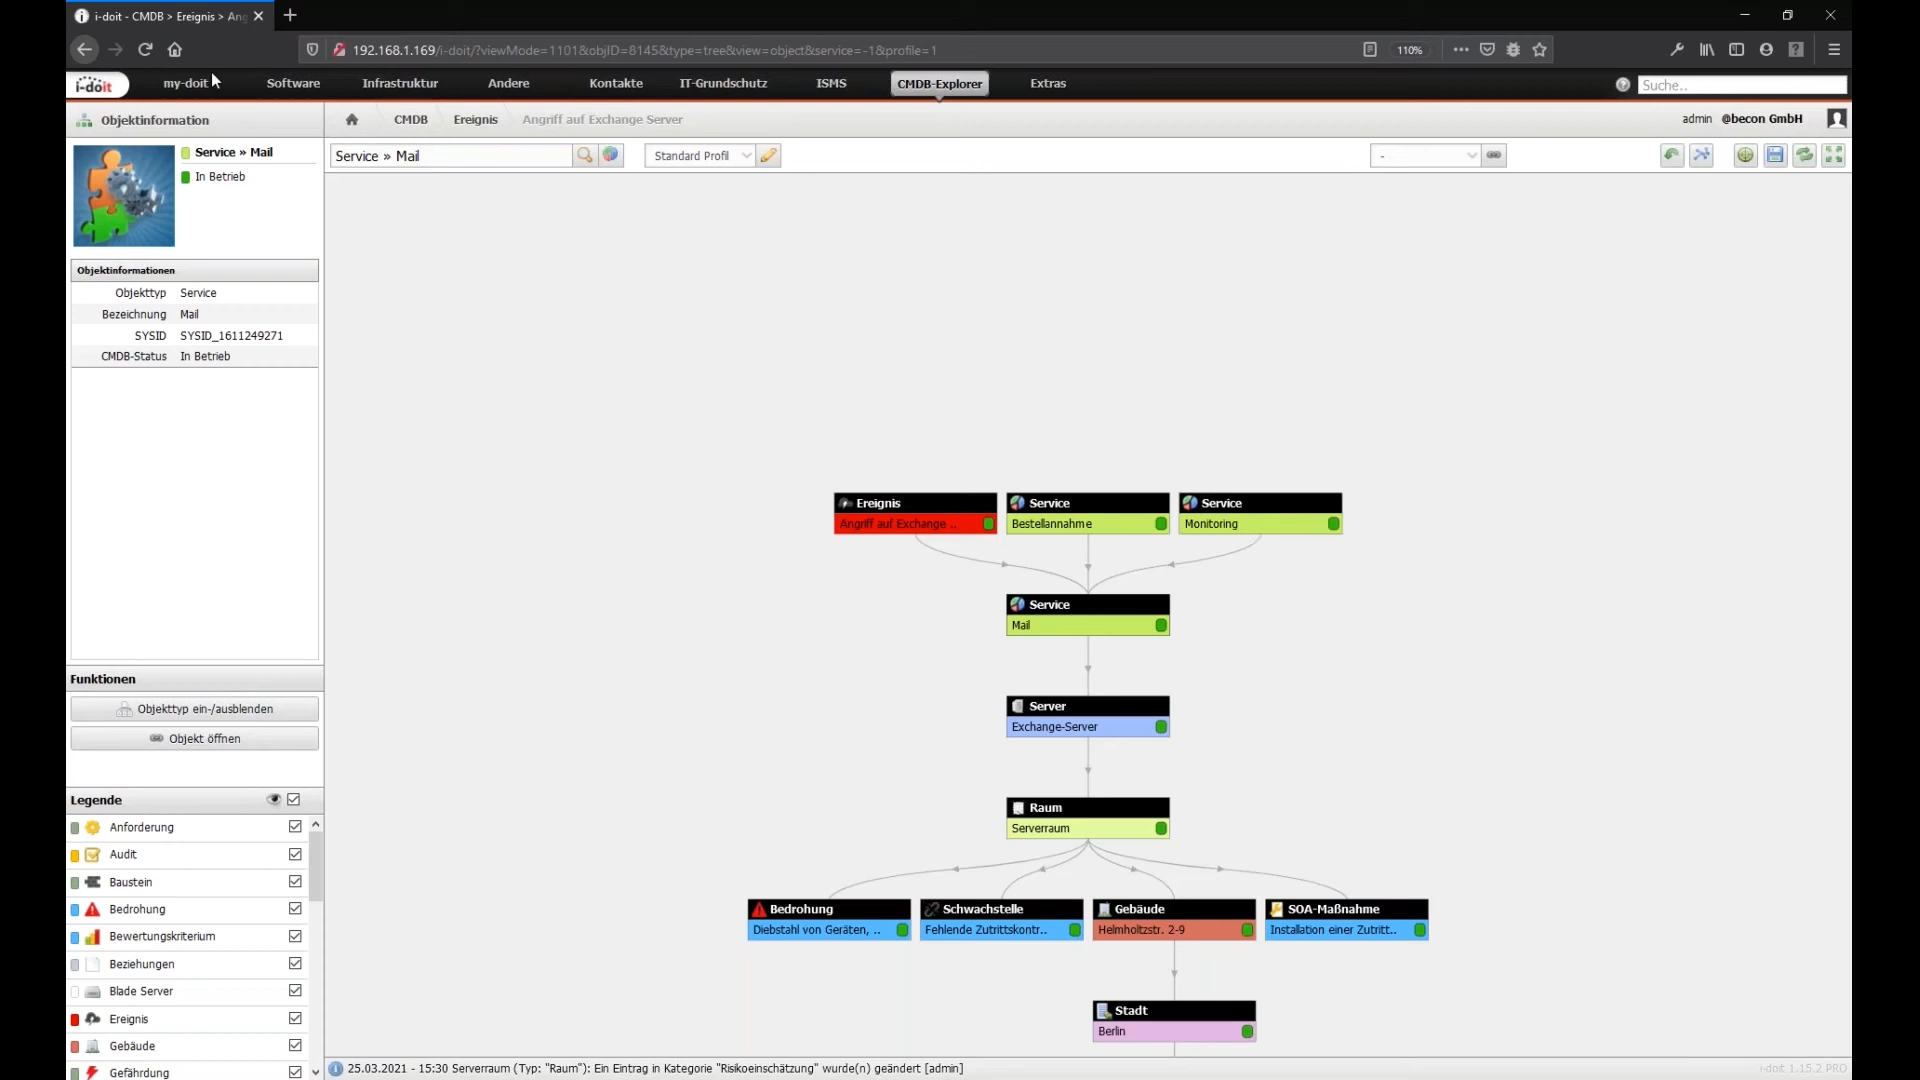 i-doit - CMDB > Ereignis > Ang
192.168.1.169/i-doit/?viewMode=1101&objID=8145&type=tree&view=object&service=-1&profile=1
110%
i-doit
my-doit
Software
Infrastruktur
Andere
Kontakte
IT-Grundschutz
ISMS
CMDB-Explorer
Extras
Suche..
Objektinformation
CMDB
Ereignis
Angriff auf Exchange Server
admin @becon GmbH
Service » Mail
In Betrieb
Service » Mail
Standard Profil
-
Objektinformationen
Objekttyp Service
Bezeichnung Mail
SYSID SYSID_1611249271
CMDB-Status In Betrieb
Ereignis
Angriff auf Exchange ..
Service
Bestellannahme
Service
Monitoring
Service
Mail
Server
Exchange-Server
Raum
Serverraum
Bedrohung
Diebstahl von Geräten, ..
Schwachstelle
Fehlende Zutrittskontr..
Gebäude
Helmholtzstr. 2-9
SOA-Maßnahme
Installation einer Zutritt..
Stadt
Berlin
Funktionen
Objekttyp ein-/ausblenden
Objekt öffnen
Legende
Anforderung
Audit
Baustein
Bedrohung
Bewertungskriterium
Beziehungen
Blade Server
Ereignis
Gebäude
Gefährdung
25.03.2021 - 15:30 Serverraum (Typ: "Raum"): Ein Eintrag in Kategorie "Risikoeinschätzung" wurde(n) geändert [admin]
i-doit 1.15.2 PRO